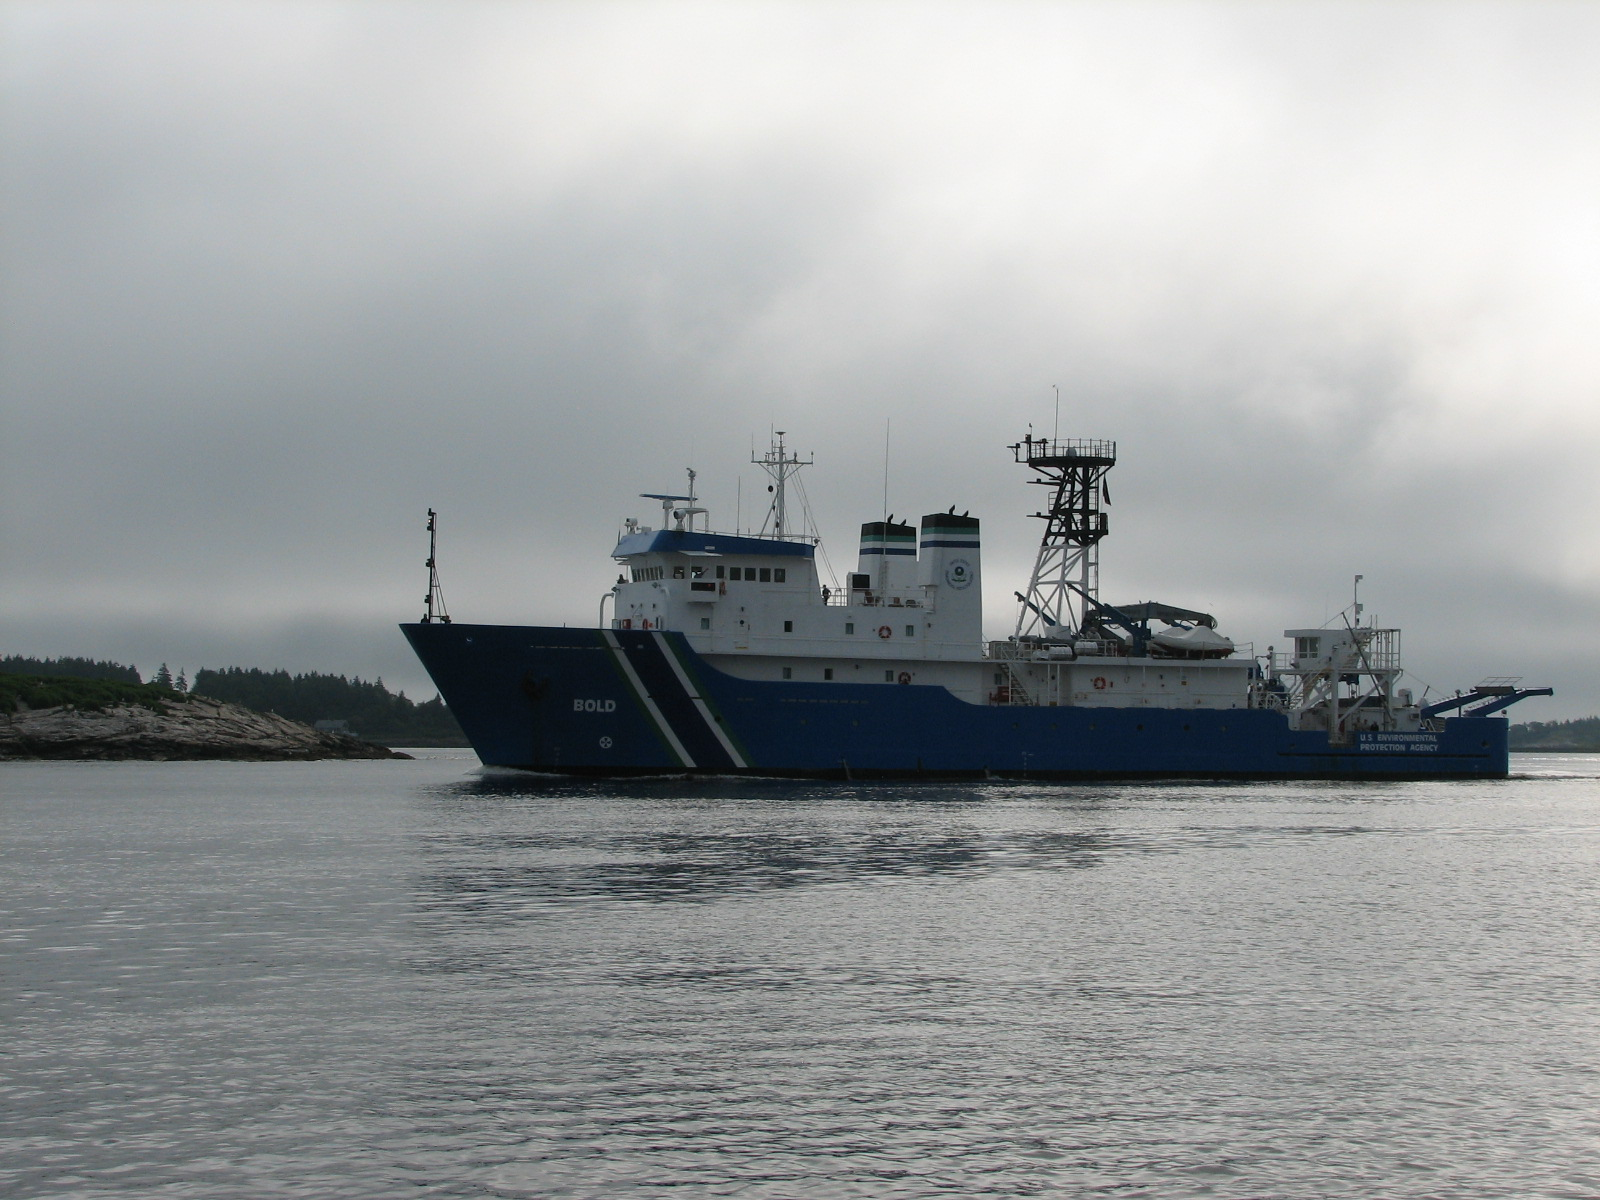 BOLD
U.S. ENVIRONMENTAL
PROTECTION AGENCY